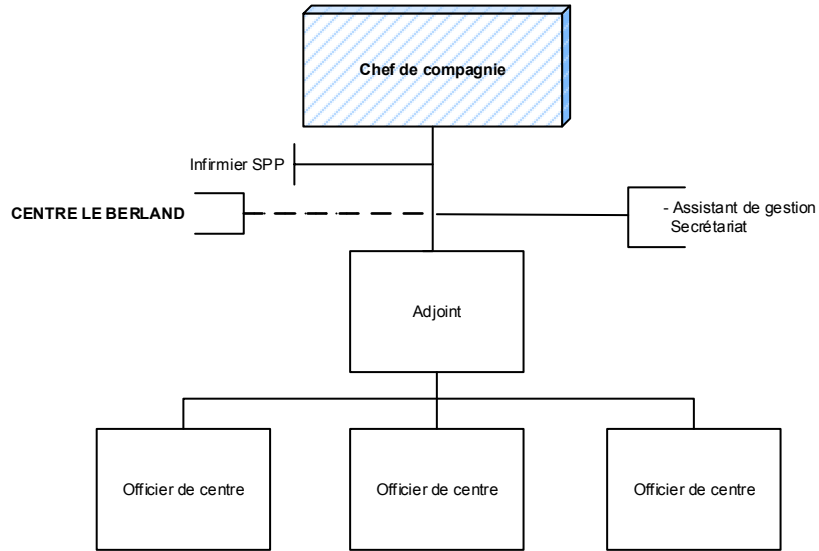 Chef de compagnie
Infirmier SPP
CENTRE LE BERLAND
- Assistant de gestion
Secrétariat
Adjoint
Officier de centre
Officier de centre
Officier de centre